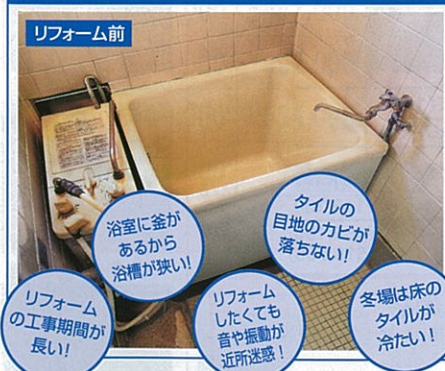 リフォーム前
浴室に釜が
あるから
浴槽が狭い!
タイルの
目地のカビが
落ちない!
リフォーム
の工事期間が
長い!
リフォーム
したくても
音や振動が
近所迷惑!
冬場は床の
タイルが
冷たい!